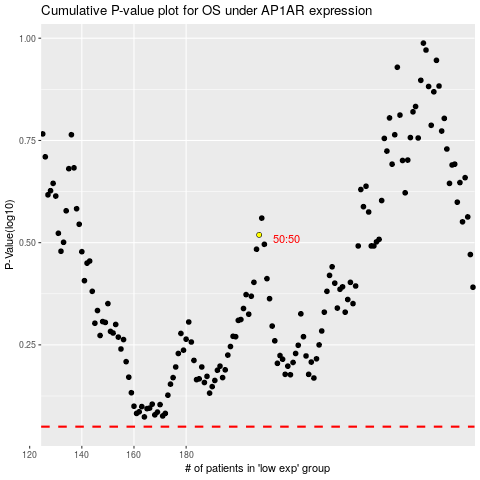 Cumulative P-value plot for OS under AP1AR expression
P-Value(log10)
1.00
0.75
0.50
0.25
50:50
120 140 160 180
# of patients in 'low exp' group